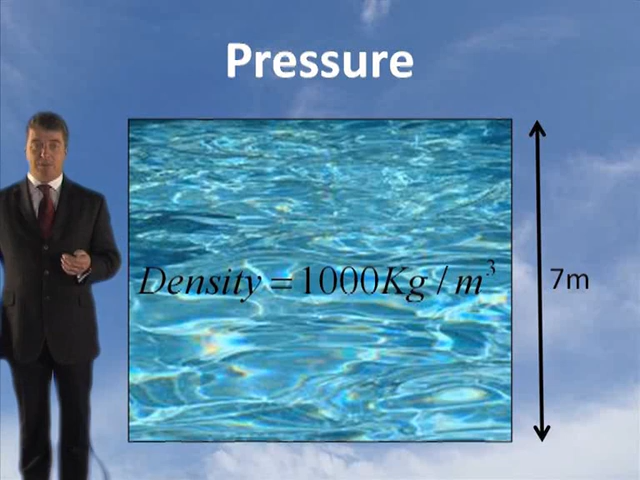 Pressure
Density = 1000Kg / m³
7m